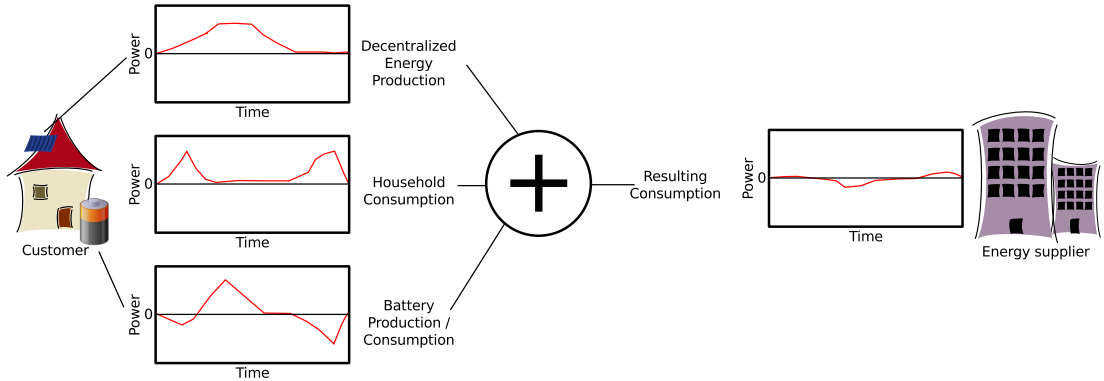 Power
0
Time
Decentralized
Energy
Production
Power
0
Time
Household
Consumption
Customer
Power
0
Time
Battery
Production /
Consumption
Resulting
Consumption
Power
0
Time
Energy supplier